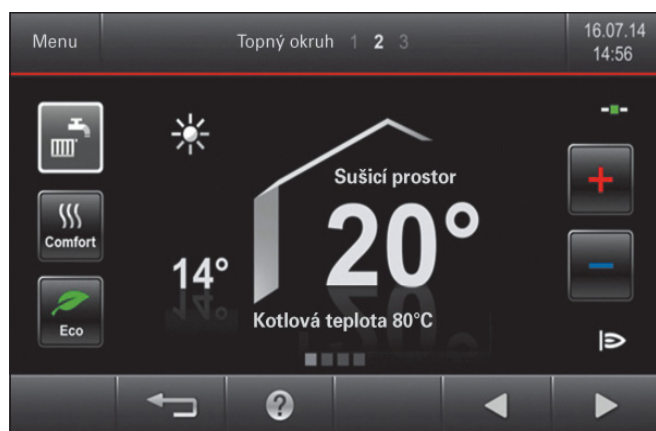 Menu
Topný okruh 1 2 3
16.07.14
14:56
Sušicí prostor
20°
14°
Comfort
Eco
Kotlová teplota 80°C
?